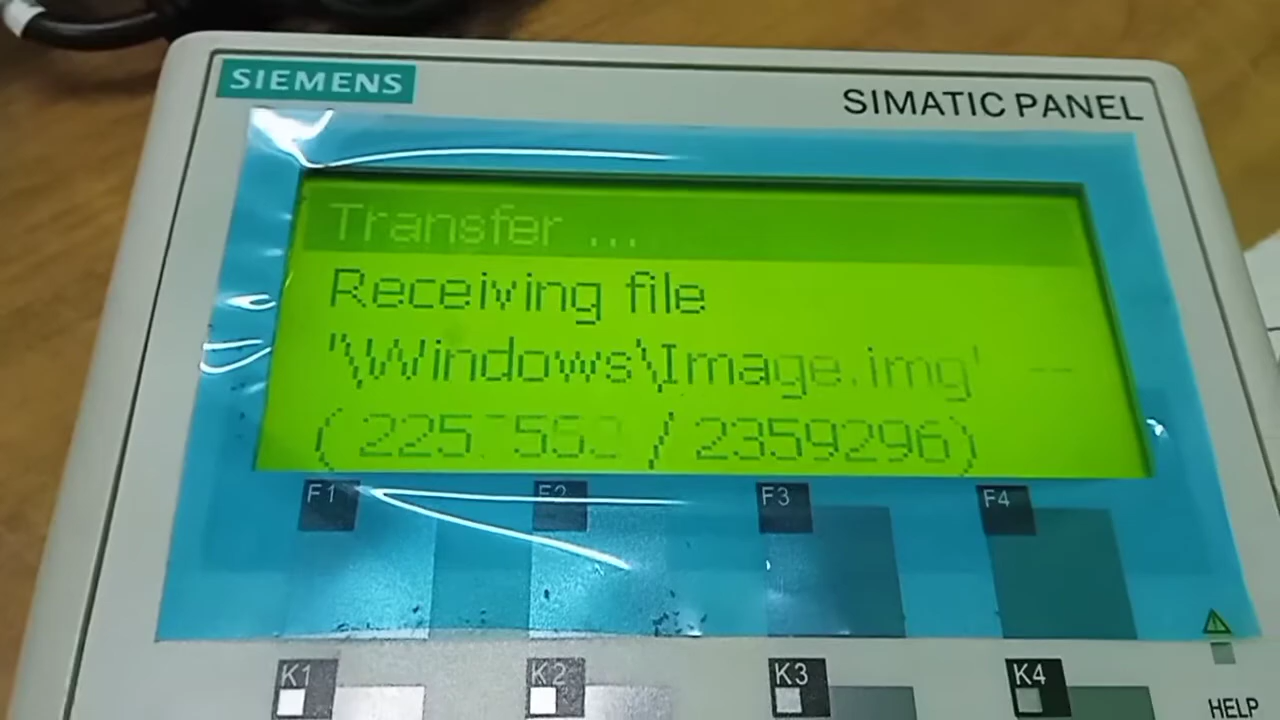 SIEMENS
SIMATIC PANEL
Transfer ...
Receiving file
"\Windows\Image.img'
/ 2359296)
F1 F2 F3 F4
K1 K2 K3 K4
HELP